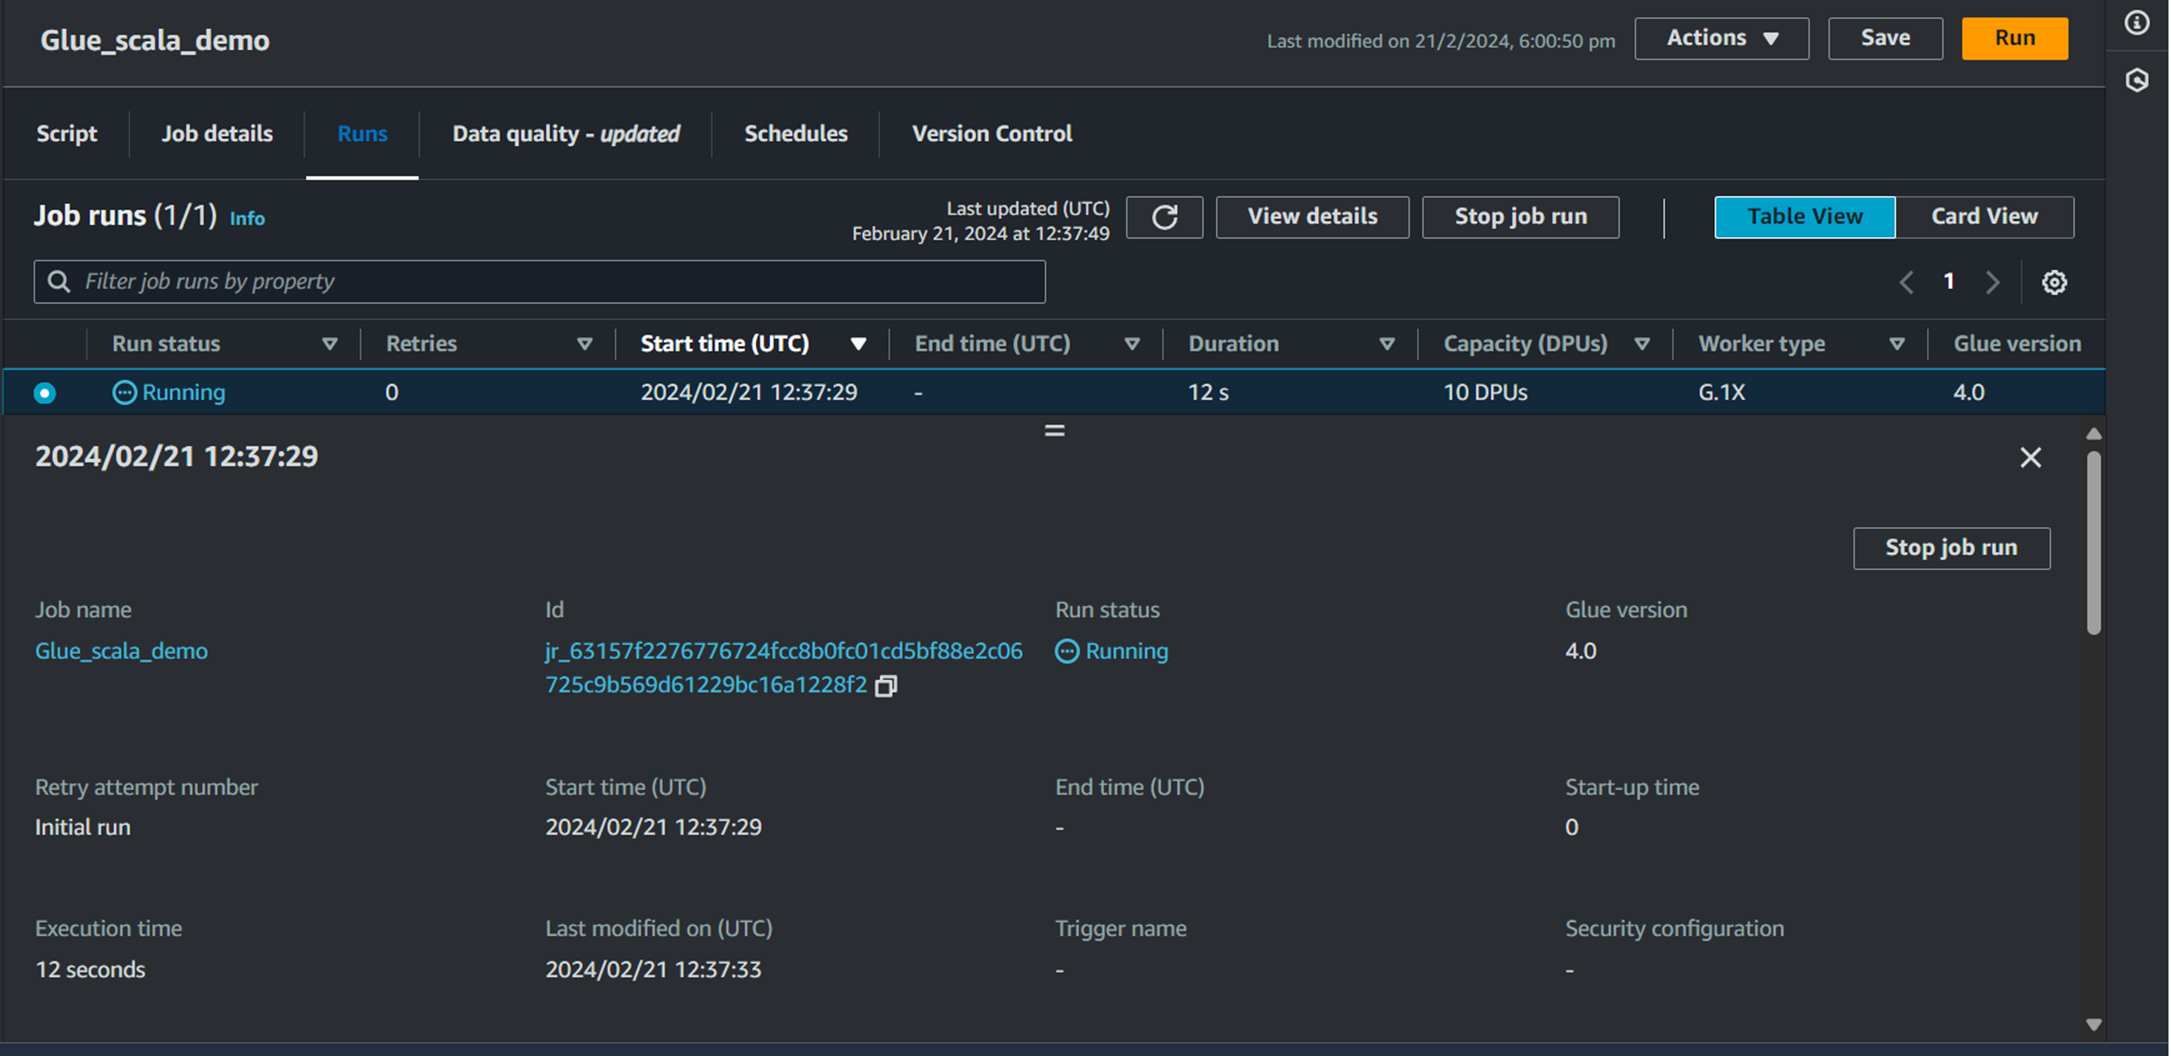 Glue_scala_demo
Last modified on 21/2/2024, 6:00:50 pm
Actions
Save
Run
Script
Job details
Runs
Data quality - updated
Schedules
Version Control
Job runs (1/1) Info
Last updated (UTC)
February 21, 2024 at 12:37:49
View details
Stop job run
Table View
Card View
Filter job runs by property
1
Run status
Retries
Start time (UTC)
End time (UTC)
Duration
Capacity (DPUs)
Worker type
Glue version
Running
0
2024/02/21 12:37:29
-
12 s
10 DPUs
G.1X
4.0
2024/02/21 12:37:29
Stop job run
Job name
Glue_scala_demo
Id
jr_63157f2276776724fcc8b0fc01cd5bf88e2c06
725c9b569d61229bc16a1228f2
Run status
Running
Glue version
4.0
Retry attempt number
Initial run
Start time (UTC)
2024/02/21 12:37:29
End time (UTC)
-
Start-up time
0
Execution time
12 seconds
Last modified on (UTC)
2024/02/21 12:37:33
Trigger name
-
Security configuration
-